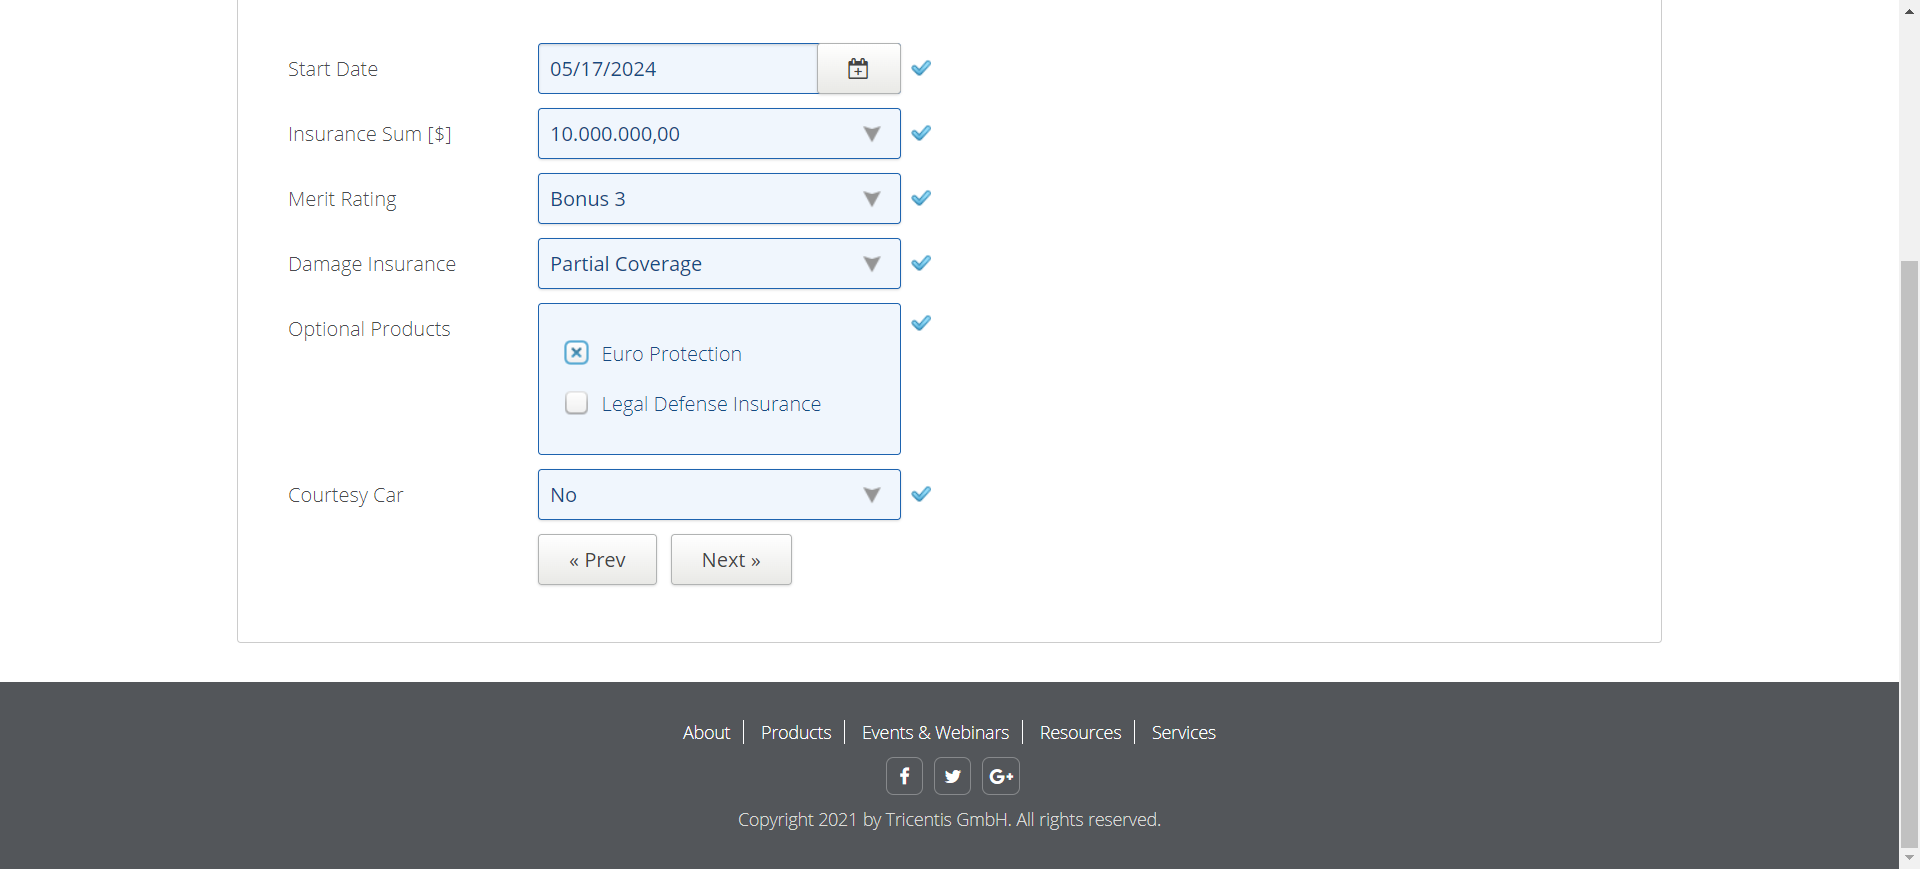 Start Date
05/17/2024
Insurance Sum [$]
10.000.000,00
Merit Rating
Bonus 3
Damage Insurance
Partial Coverage
Optional Products
Euro Protection
Legal Defense Insurance
Courtesy Car
No
« Prev
Next »
About
Products
Events & Webinars
Resources
Services
Copyright 2021 by Tricentis GmbH. All rights reserved.